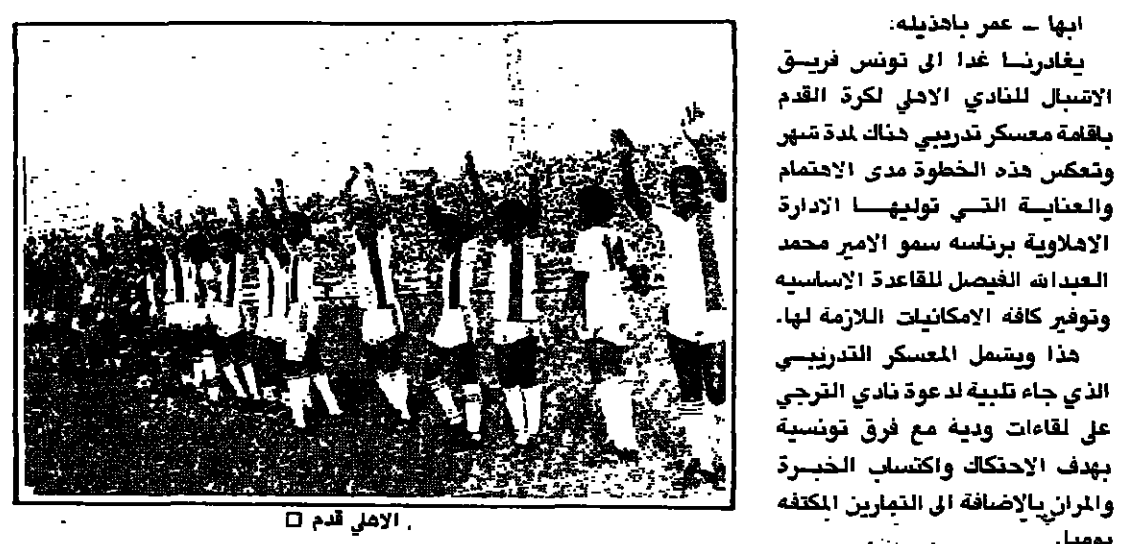 ابها ـ عمر باهذيله:
يغادرنا غدا الى تونس فريق
الاشبال للنادي الاهلي لكرة القدم
باقامة معسكر تدريبي هناك لمدة شهر
وتعكس هذه الخطوة مدى الاهتمام
والعناية التي توليها الادارة
الاهلاوية برئاسه سمو الامير محمد
العبدالله الفيصل للقاعدة الاساسيه
وتوفير كافه الامكانيات اللازمة لها.
هذا ويشمل المعسكر التدريبي
الذي جاء تلبية لدعوة نادي الترجي
على لقاءات وديه مع فرق تونسية
بهدف الاحتكاك واكتساب الخبرة
والمران بالاضافة الى التمارين المكثفه
يوميا.
الاهلي قدم □